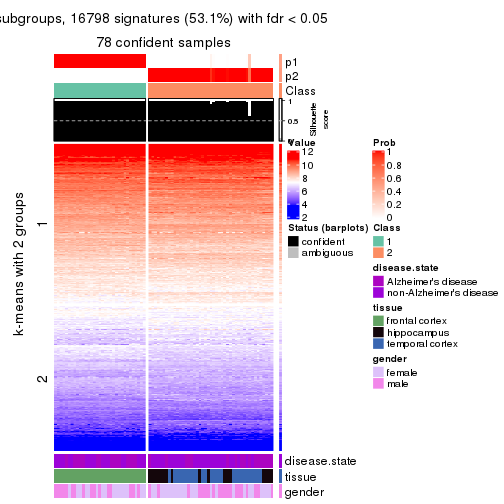 subgroups, 16798 signatures (53.1%) with fdr < 0.05
78 confident samples
p1
p2
Class
1
0.5
Silhouette
score
k-means with 2 groups
1
2
Value
12
10
8
6
4
2
Prob
1
0.8
0.6
0.4
0.2
0
Status (barplots)
confident
ambiguous
Class
1
2
disease.state
Alzheimer's disease
non-Alzheimer's disease
tissue
frontal cortex
hippocampus
temporal cortex
gender
female
male
disease.state
tissue
gender